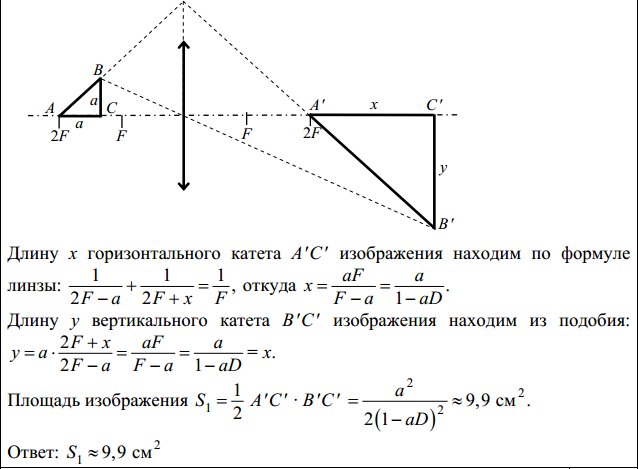 B
A a C
a
2F F F 2F
A′ x C′
y
B′
Длину x горизонтального катета A′C′ изображения находим по формуле
линзы: 1/(2F − a) + 1/(2F + x) = 1/F, откуда x = aF/(F − a) = a/(1 − aD).
Длину y вертикального катета B′C′ изображения находим из подобия:
y = a · (2F + x)/(2F − a) = aF/(F − a) = a/(1 − aD) = x.
Площадь изображения S₁ = 1/2 A′C′ · B′C′ = a²/(2(1 − aD)²) ≈ 9,9 см².
Ответ: S₁ ≈ 9,9 см²